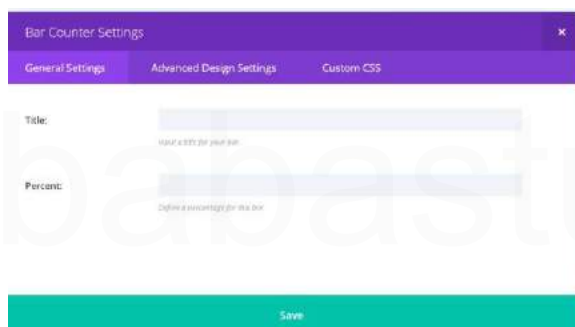 Bar Counter Settings ×
General Settings Advanced Design Settings Custom CSS
Title:
Input a title for your bar.
Percent:
Define a percentage for this bar.
babastu
Save